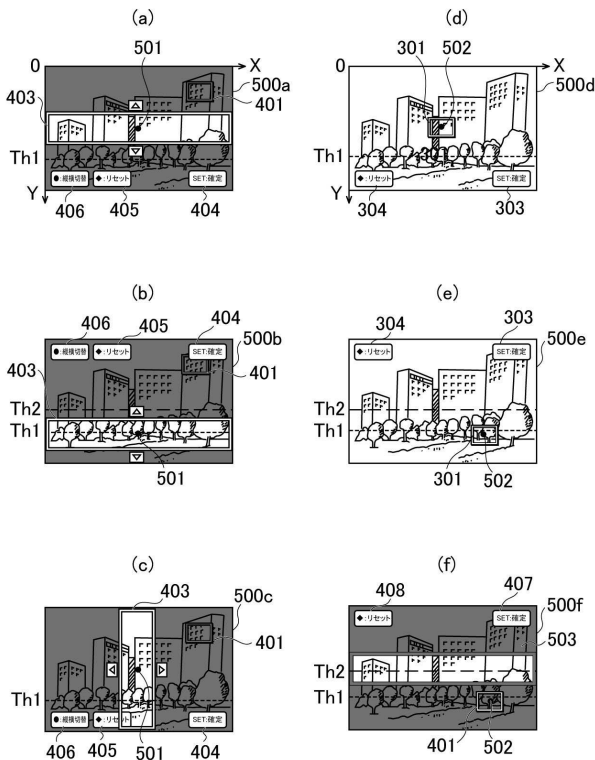 (a)
501
0
X
500a
403
401
Th1
Y
●:縦横切替
◆:リセット
SET:確定
406
405
404
(d)
301
502
0
X
500d
Th1
Y
◆:リセット
SET:確定
304
303
(b)
406
405
404
●:縦横切替
◆:リセット
SET:確定
500b
403
401
Th2
Th1
501
(e)
304
303
◆:リセット
SET:確定
500e
Th2
Th1
301
502
(c)
403
500c
401
Th1
●:縦横切替
◆:リセット
SET:確定
406
405
501
404
(f)
408
407
◆:リセット
SET:確定
500f
503
Th2
Th1
401
502